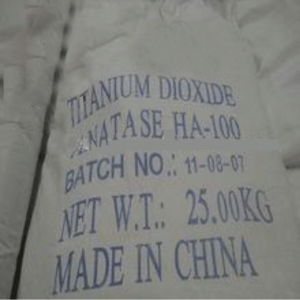 TITANIUM DIOXIDE
ANATASE HA-100
BATCH NO.: 11-08-07
NET W.T.: 25.00KG
MADE IN CHINA